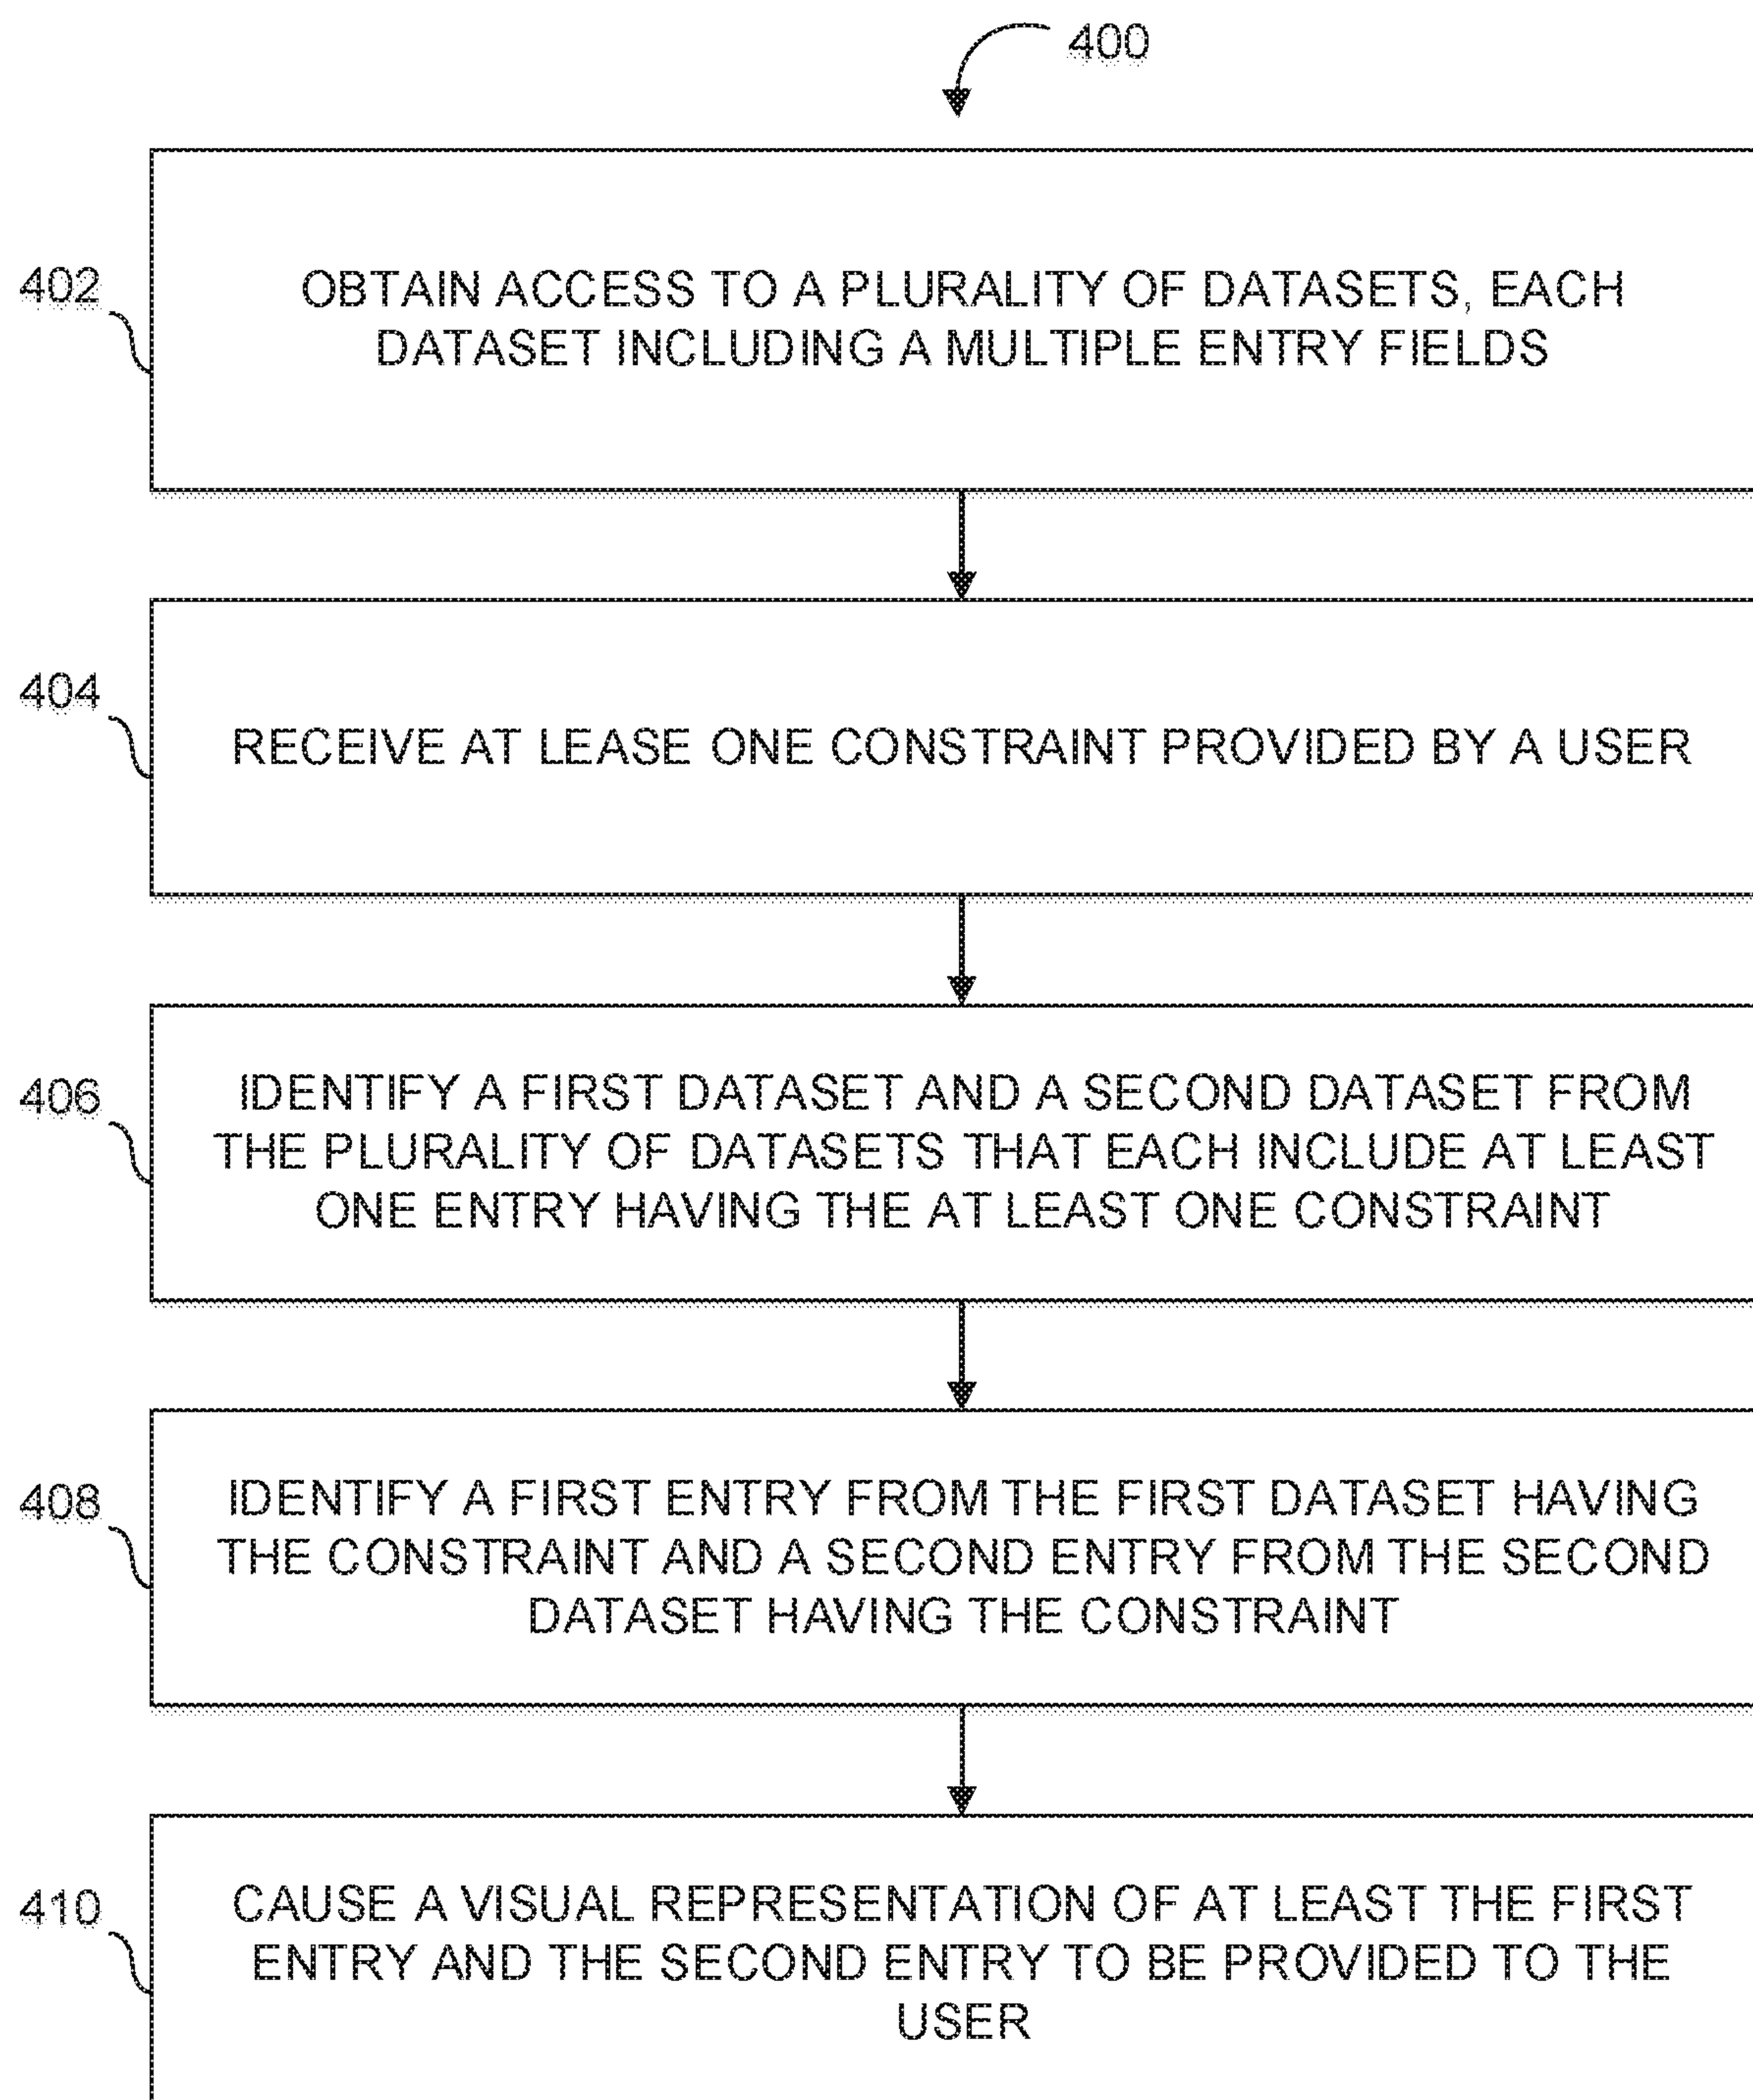 400
402
OBTAIN ACCESS TO A PLURALITY OF DATASETS, EACH
DATASET INCLUDING A MULTIPLE ENTRY FIELDS
404
RECEIVE AT LEASE ONE CONSTRAINT PROVIDED BY A USER
406
IDENTIFY A FIRST DATASET AND A SECOND DATASET FROM
THE PLURALITY OF DATASETS THAT EACH INCLUDE AT LEAST
ONE ENTRY HAVING THE AT LEAST ONE CONSTRAINT
408
IDENTIFY A FIRST ENTRY FROM THE FIRST DATASET HAVING
THE CONSTRAINT AND A SECOND ENTRY FROM THE SECOND
DATASET HAVING THE CONSTRAINT
410
CAUSE A VISUAL REPRESENTATION OF AT LEAST THE FIRST
ENTRY AND THE SECOND ENTRY TO BE PROVIDED TO THE
USER